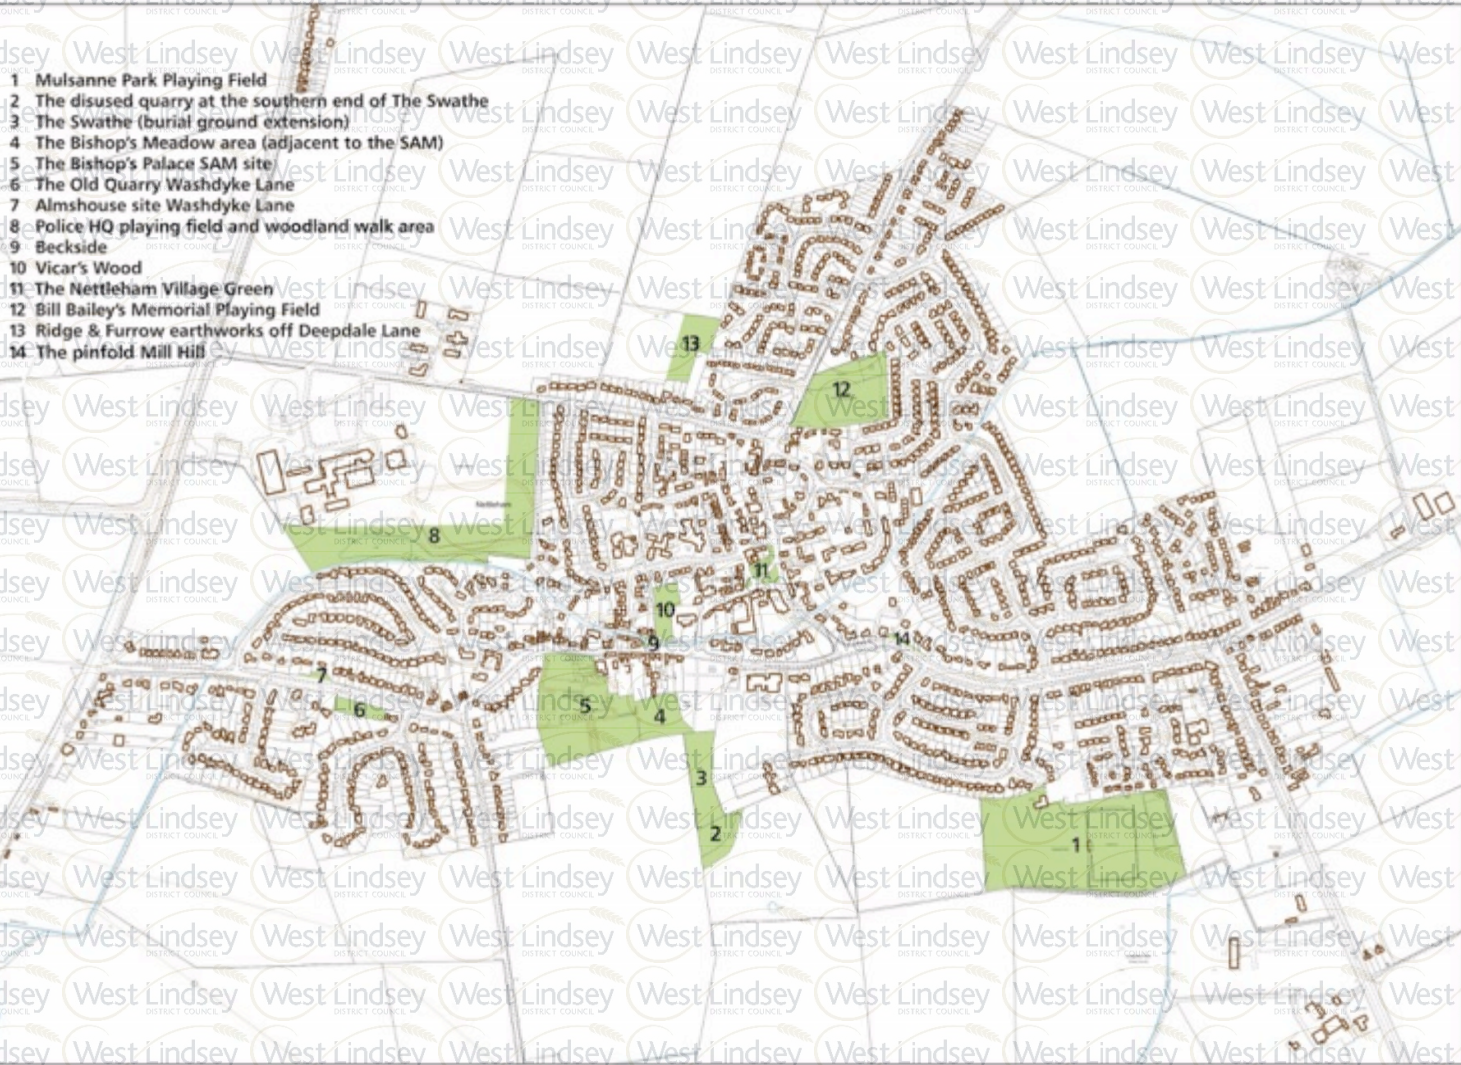 1 Mulsanne Park Playing Field
2 The disused quarry at the southern end of The Swathe
3 The Swathe (burial ground extension)
4 The Bishop's Meadow area (adjacent to the SAM)
5 The Bishop's Palace SAM site
6 The Old Quarry Washdyke Lane
7 Almshouse site Washdyke Lane
8 Police HQ playing field and woodland walk area
9 Beckside
10 Vicar's Wood
11 The Nettleham Village Green
12 Bill Bailey's Memorial Playing Field
13 Ridge & Furrow earthworks off Deepdale Lane
14 The pinfold Mill Hill
13
12
Nettleham
8
11
10
14
9
7
6
5
4
3
2
1
West Lindsey
DISTRICT COUNCIL